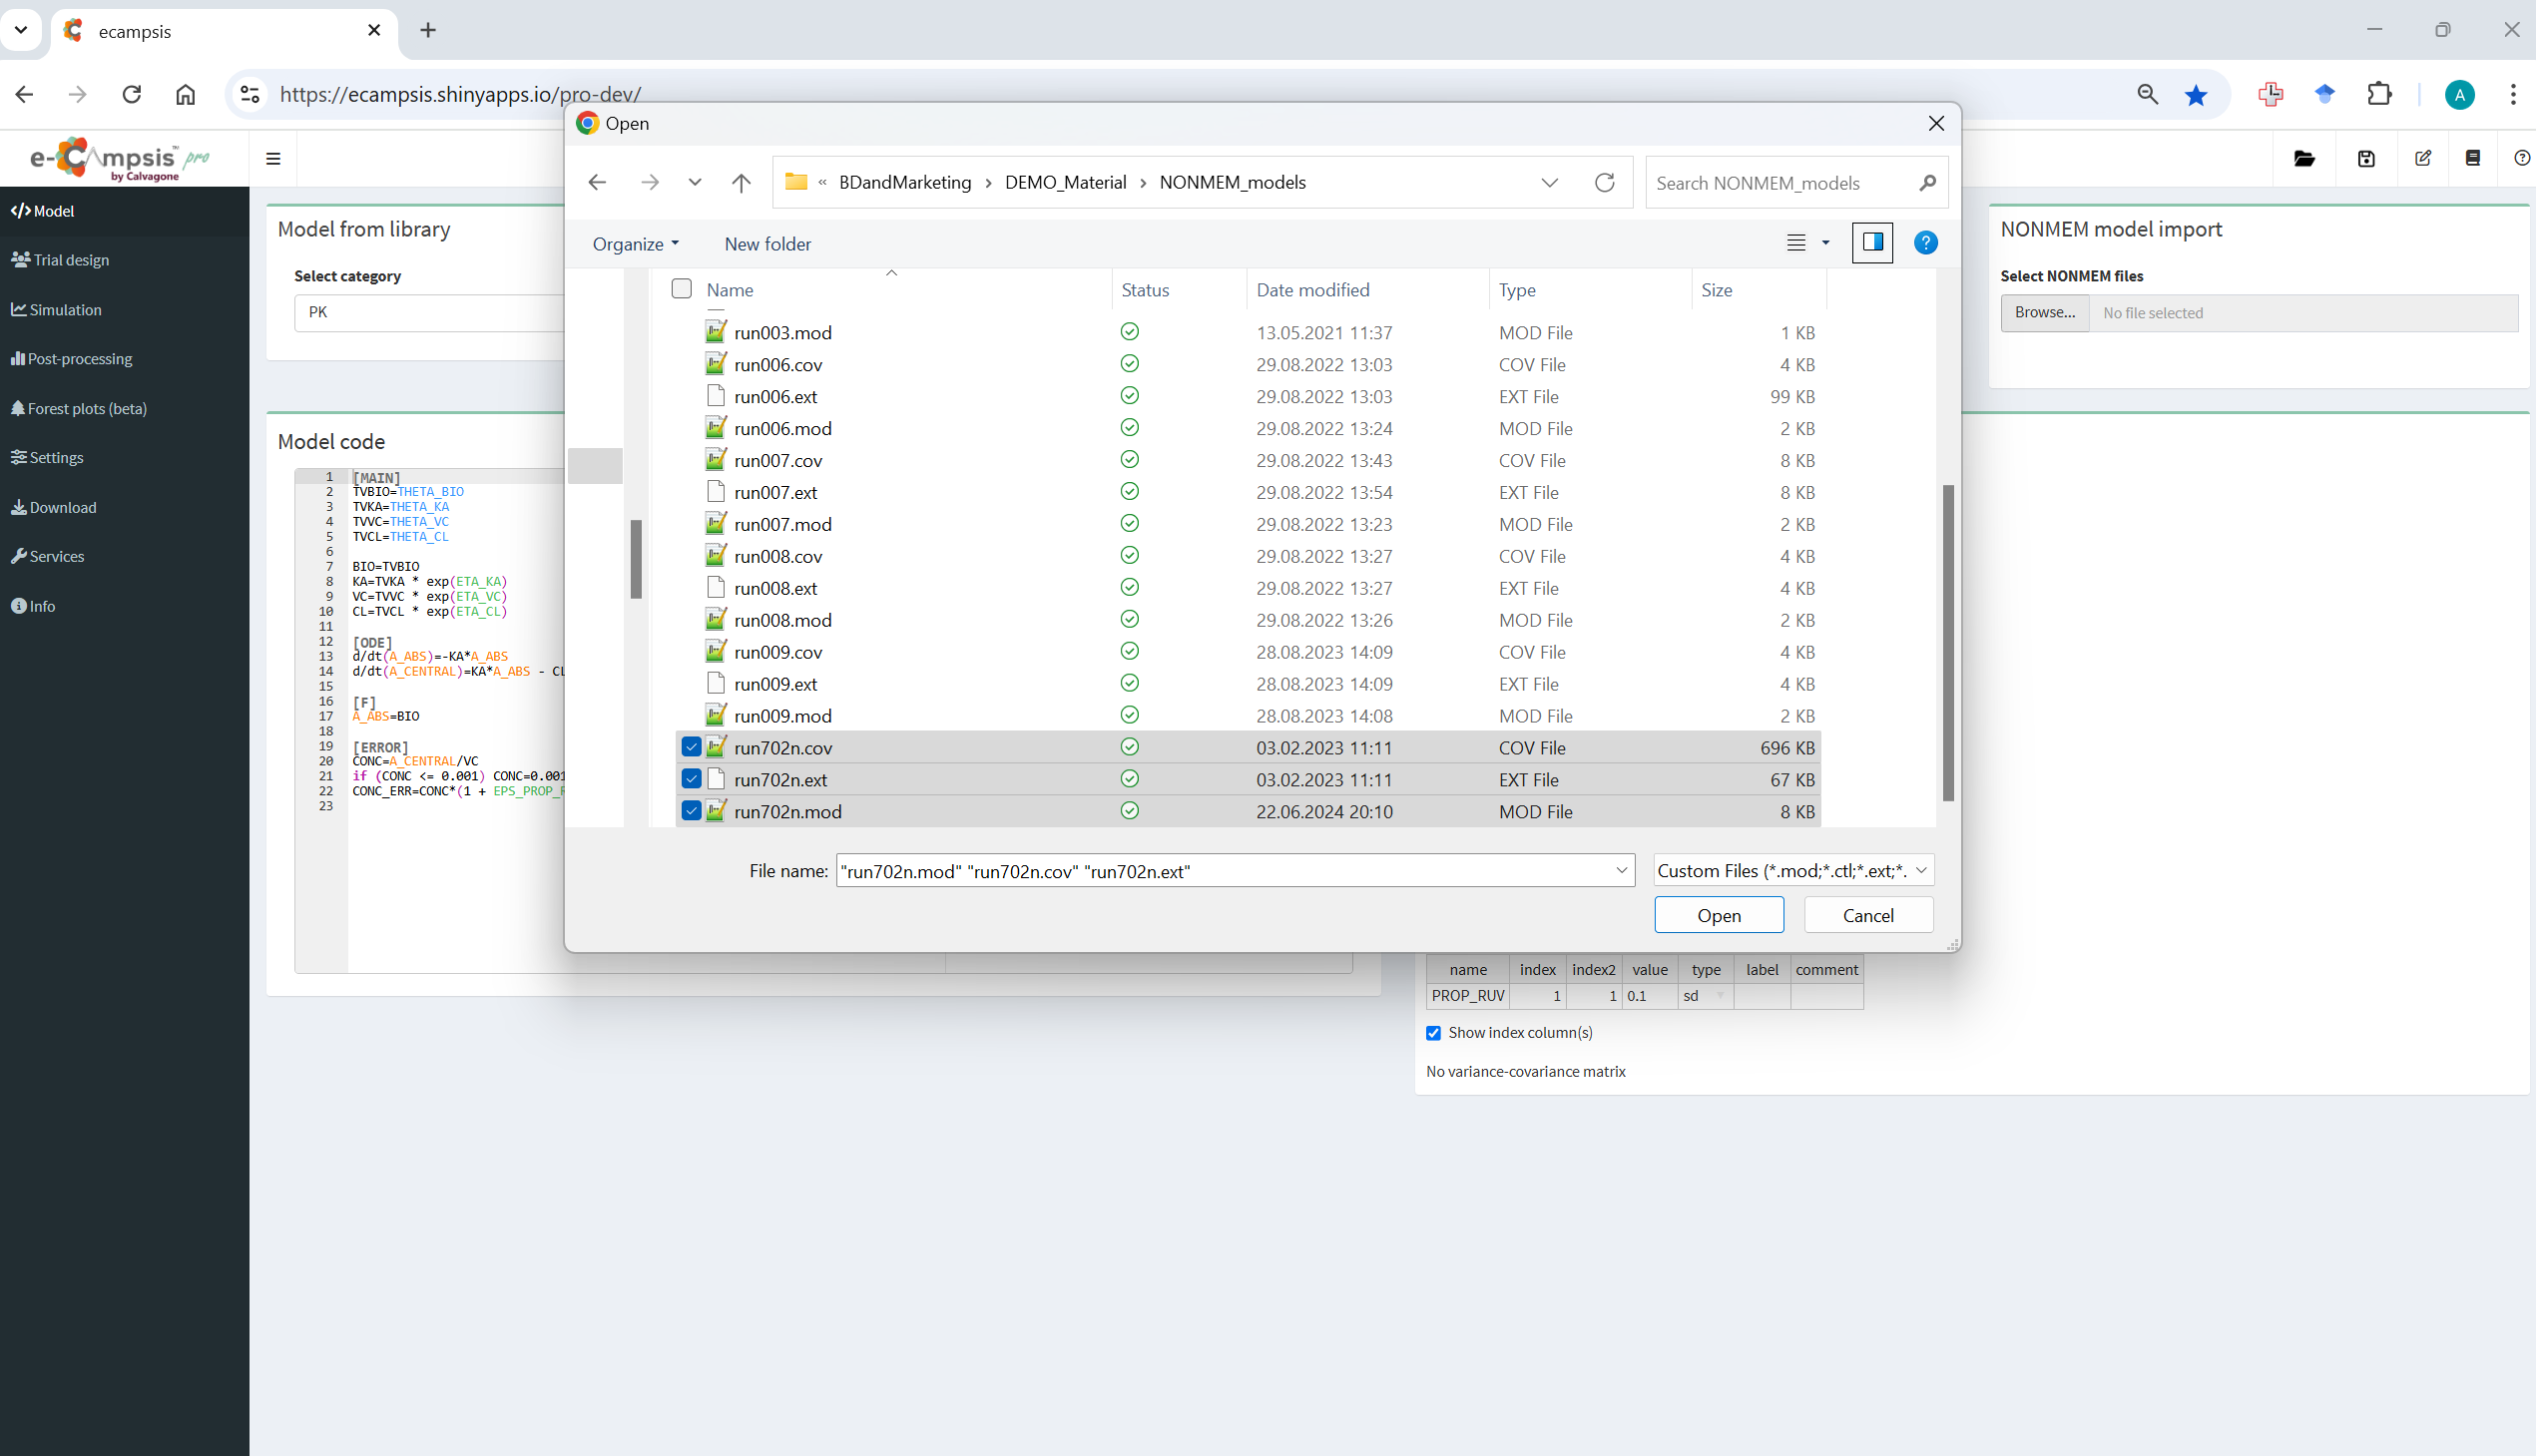 ecampsis
https://ecampsis.shinyapps.io/pro-dev/
A
e-Campsis™ pro
by Calvagone
Model
Trial design
Simulation
Post-processing
Forest plots (beta)
Settings
Download
Services
Info
Model from library
Select category
PK
Model code
1 [MAIN]
2 TVBIO=THETA_BIO
3 TVKA=THETA_KA
4 TVVC=THETA_VC
5 TVCL=THETA_CL
6
7 BIO=TVBIO
8 KA=TVKA * exp(ETA_KA)
9 VC=TVVC * exp(ETA_VC)
10 CL=TVCL * exp(ETA_CL)
11
12 [ODE]
13 d/dt(A_ABS)=-KA*A_ABS
14 d/dt(A_CENTRAL)=KA*A_ABS - CL
15
16 [F]
17 A_ABS=BIO
18
19 [ERROR]
20 CONC=A_CENTRAL/VC
21 if (CONC <= 0.001) CONC=0.001
22 CONC_ERR=CONC*(1 + EPS_PROP_R
23
Open
« BDandMarketing › DEMO_Material › NONMEM_models
Search NONMEM_models
Organize
New folder
Name Status Date modified Type Size
run003.mod 13.05.2021 11:37 MOD File 1 KB
run006.cov 29.08.2022 13:03 COV File 4 KB
run006.ext 29.08.2022 13:03 EXT File 99 KB
run006.mod 29.08.2022 13:24 MOD File 2 KB
run007.cov 29.08.2022 13:43 COV File 8 KB
run007.ext 29.08.2022 13:54 EXT File 8 KB
run007.mod 29.08.2022 13:23 MOD File 2 KB
run008.cov 29.08.2022 13:27 COV File 4 KB
run008.ext 29.08.2022 13:27 EXT File 4 KB
run008.mod 29.08.2022 13:26 MOD File 2 KB
run009.cov 28.08.2023 14:09 COV File 4 KB
run009.ext 28.08.2023 14:09 EXT File 4 KB
run009.mod 28.08.2023 14:08 MOD File 2 KB
run702n.cov 03.02.2023 11:11 COV File 696 KB
run702n.ext 03.02.2023 11:11 EXT File 67 KB
run702n.mod 22.06.2024 20:10 MOD File 8 KB
File name: "run702n.mod" "run702n.cov" "run702n.ext"
Custom Files (*.mod;*.ctl;*.ext;*.
Open
Cancel
NONMEM model import
Select NONMEM files
Browse... No file selected
name index index2 value type label comment
PROP_RUV 1 1 0.1 sd
Show index column(s)
No variance-covariance matrix